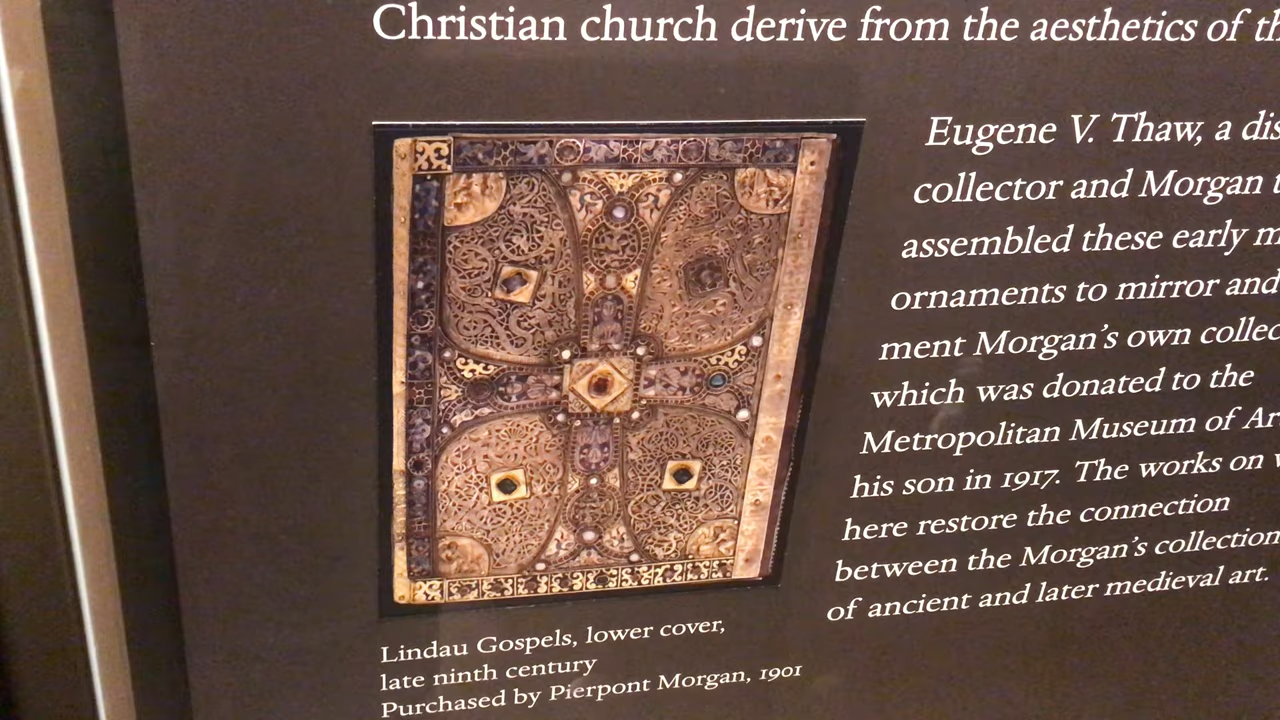 Christian church derive from the aesthetics of
Eugene V. Thaw, a
collector and Morgan
assembled these early
ornaments to mirror and
ment Morgan's own
which was donated to the
Metropolitan Museum of
his son in 1917. The works on
here restore the connection
between the Morgan's collection
of ancient and later medieval art.
Lindau Gospels, lower cover,
late ninth century
Purchased by Pierpont Morgan, 1901